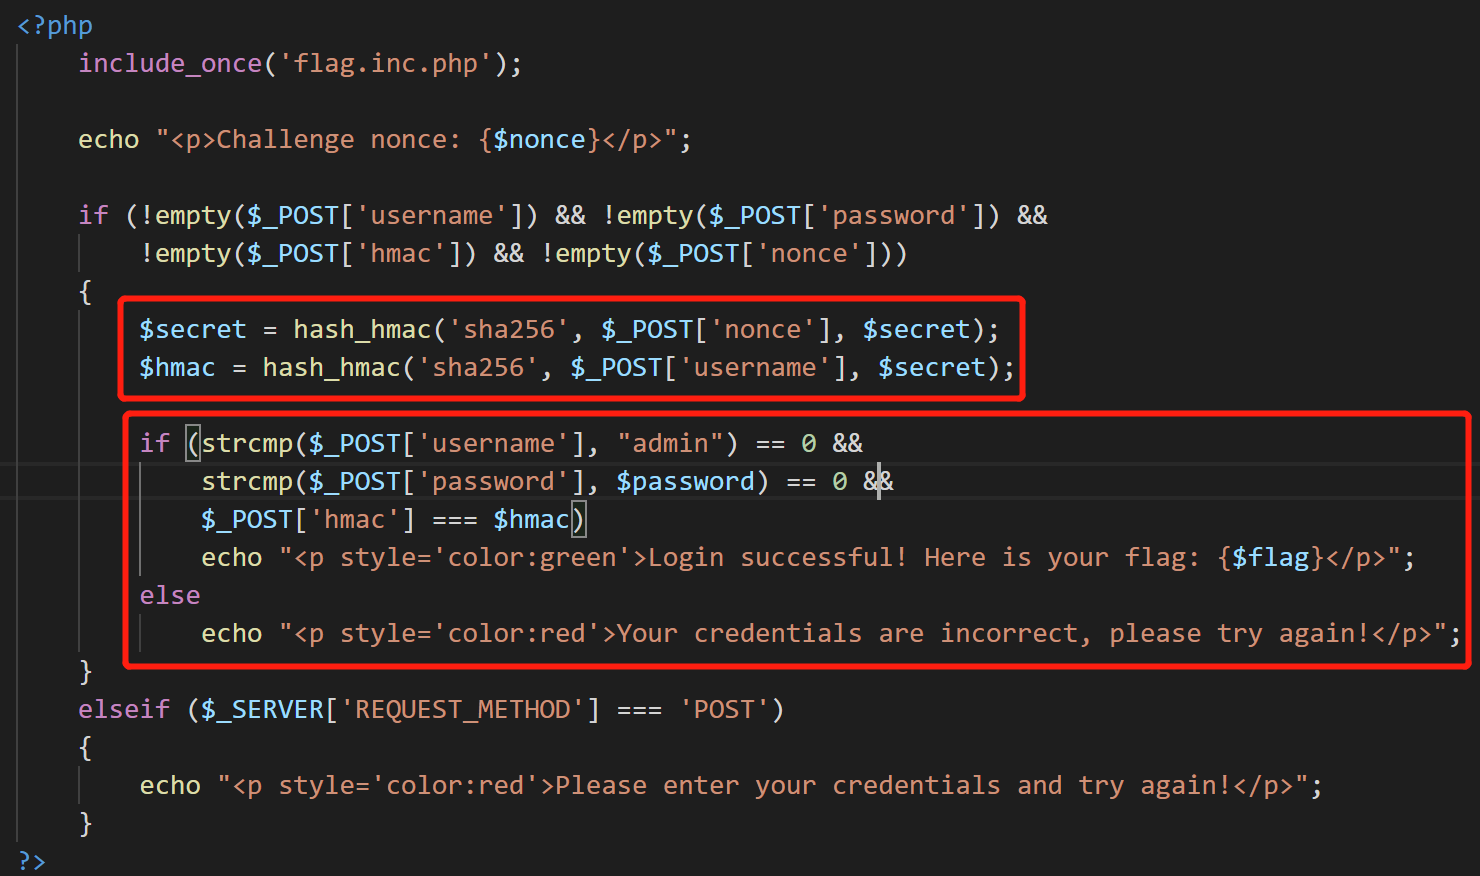 <?php
include_once('flag.inc.php');
echo "<p>Challenge nonce: {$nonce}</p>";
if (!empty($_POST['username']) && !empty($_POST['password']) &&
!empty($_POST['hmac']) && !empty($_POST['nonce']))
{
$secret = hash_hmac('sha256', $_POST['nonce'], $secret);
$hmac = hash_hmac('sha256', $_POST['username'], $secret);
if (strcmp($_POST['username'], "admin") == 0 &&
strcmp($_POST['password'], $password) == 0 &&
$_POST['hmac'] === $hmac)
echo "<p style='color:green'>Login successful! Here is your flag: {$flag}</p>";
else
echo "<p style='color:red'>Your credentials are incorrect, please try again!</p>";
}
elseif ($_SERVER['REQUEST_METHOD'] === 'POST')
{
echo "<p style='color:red'>Please enter your credentials and try again!</p>";
}
?>